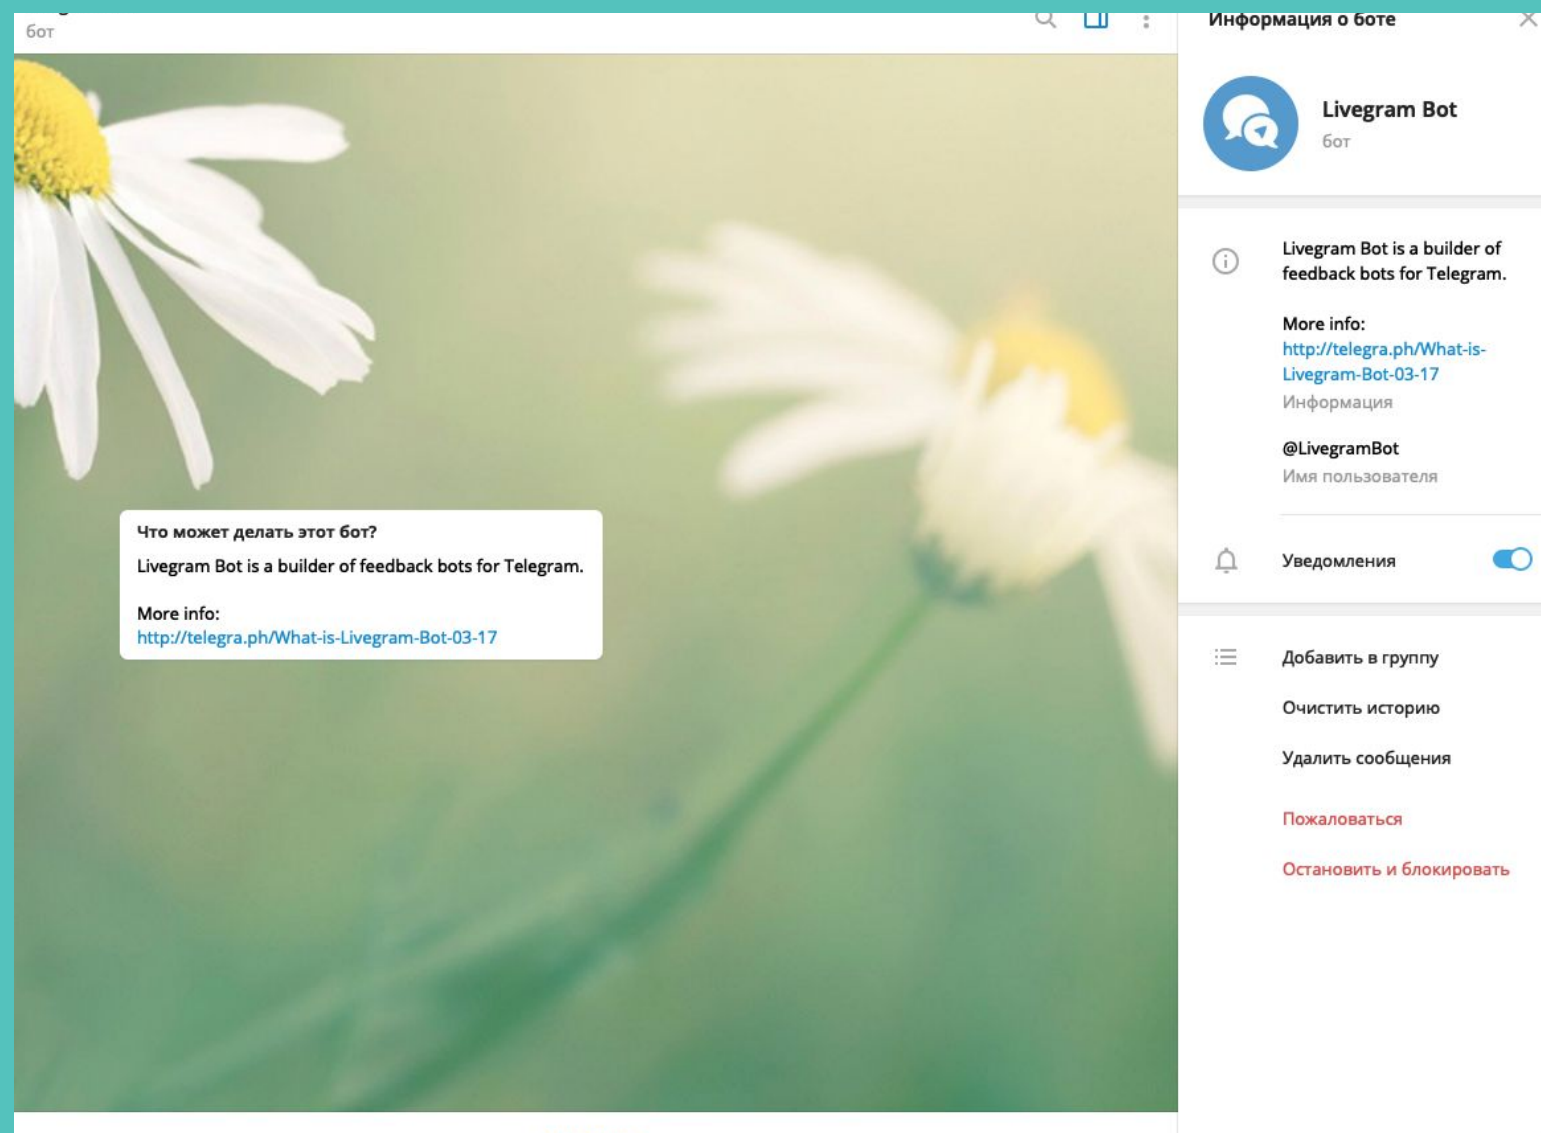 бот
Что может делать этот бот?
Livegram Bot is a builder of feedback bots for Telegram.
More info:
http://telegra.ph/What-is-Livegram-Bot-03-17
Информация о боте
Livegram Bot
бот
Livegram Bot is a builder of
feedback bots for Telegram.
More info:
http://telegra.ph/What-is-
Livegram-Bot-03-17
Информация
@LivegramBot
Имя пользователя
Уведомления
Добавить в группу
Очистить историю
Удалить сообщения
Пожаловаться
Остановить и блокировать